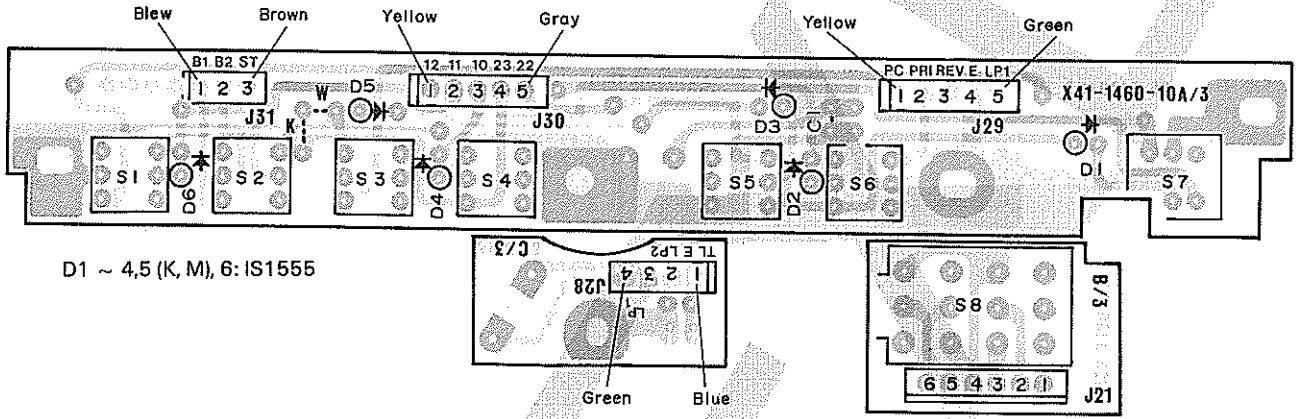 Blew Brown Yellow Gray Yellow Green
B1 B2 ST 12 11 10 23 22 PC PRI REV. E. LP.1
1 2 3 W D5 1 2 3 4 5 D3 1 2 3 4 5 X41-1460-10A/3
J31 K J30 J29 D1
S1 D6 S2 S3 D4 S4 S5 D2 S6 S7
D1 ~ 4,5 (K, M), 6: IS1555
C/3 TL E LP2 B/3
J28 4 3 2 1 S8
LP1
6 5 4 3 2 1 J21
Green Blue